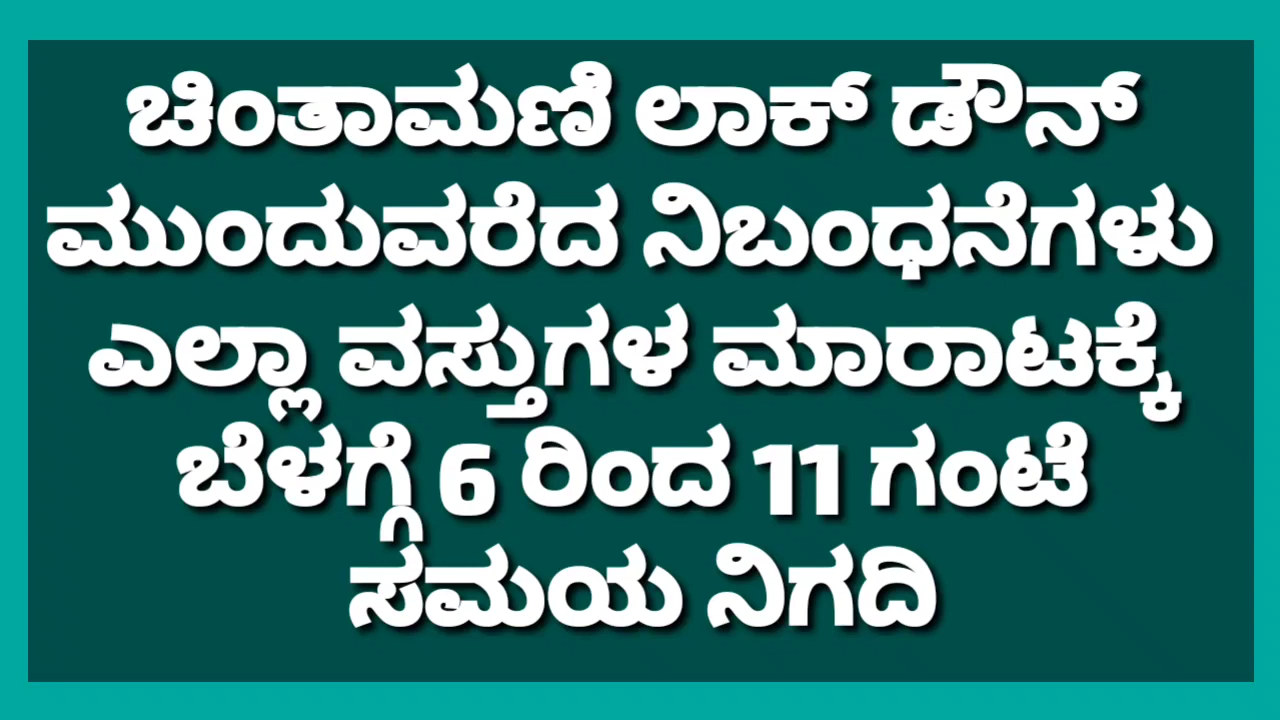 ಚಿಂತಾಮಣಿ ಲಾಕ್ ಡೌನ್
ಮುಂದುವರೆದ ನಿಬಂಧನೆಗಳು
ಎಲ್ಲಾ ವಸ್ತುಗಳ ಮಾರಾಟಕ್ಕೆ
ಬೆಳಗ್ಗೆ 6 ರಿಂದ 11 ಗಂಟೆ
ಸಮಯ ನಿಗದಿ